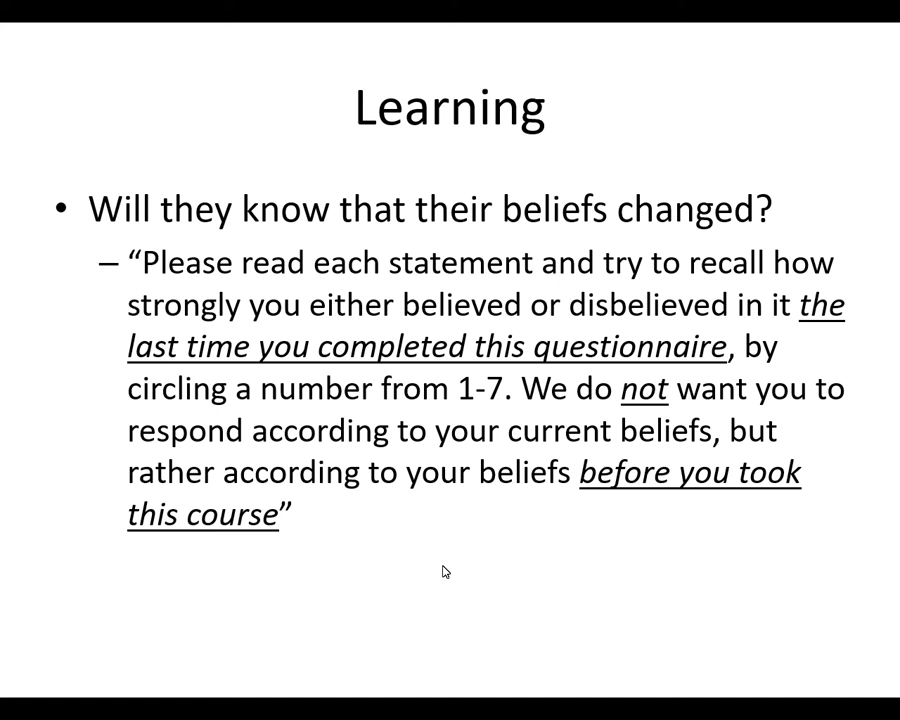 Learning
• Will they know that their beliefs changed?
– “Please read each statement and try to recall how
strongly you either believed or disbelieved in it the
last time you completed this questionnaire, by
circling a number from 1-7. We do not want you to
respond according to your current beliefs, but
rather according to your beliefs before you took
this course”